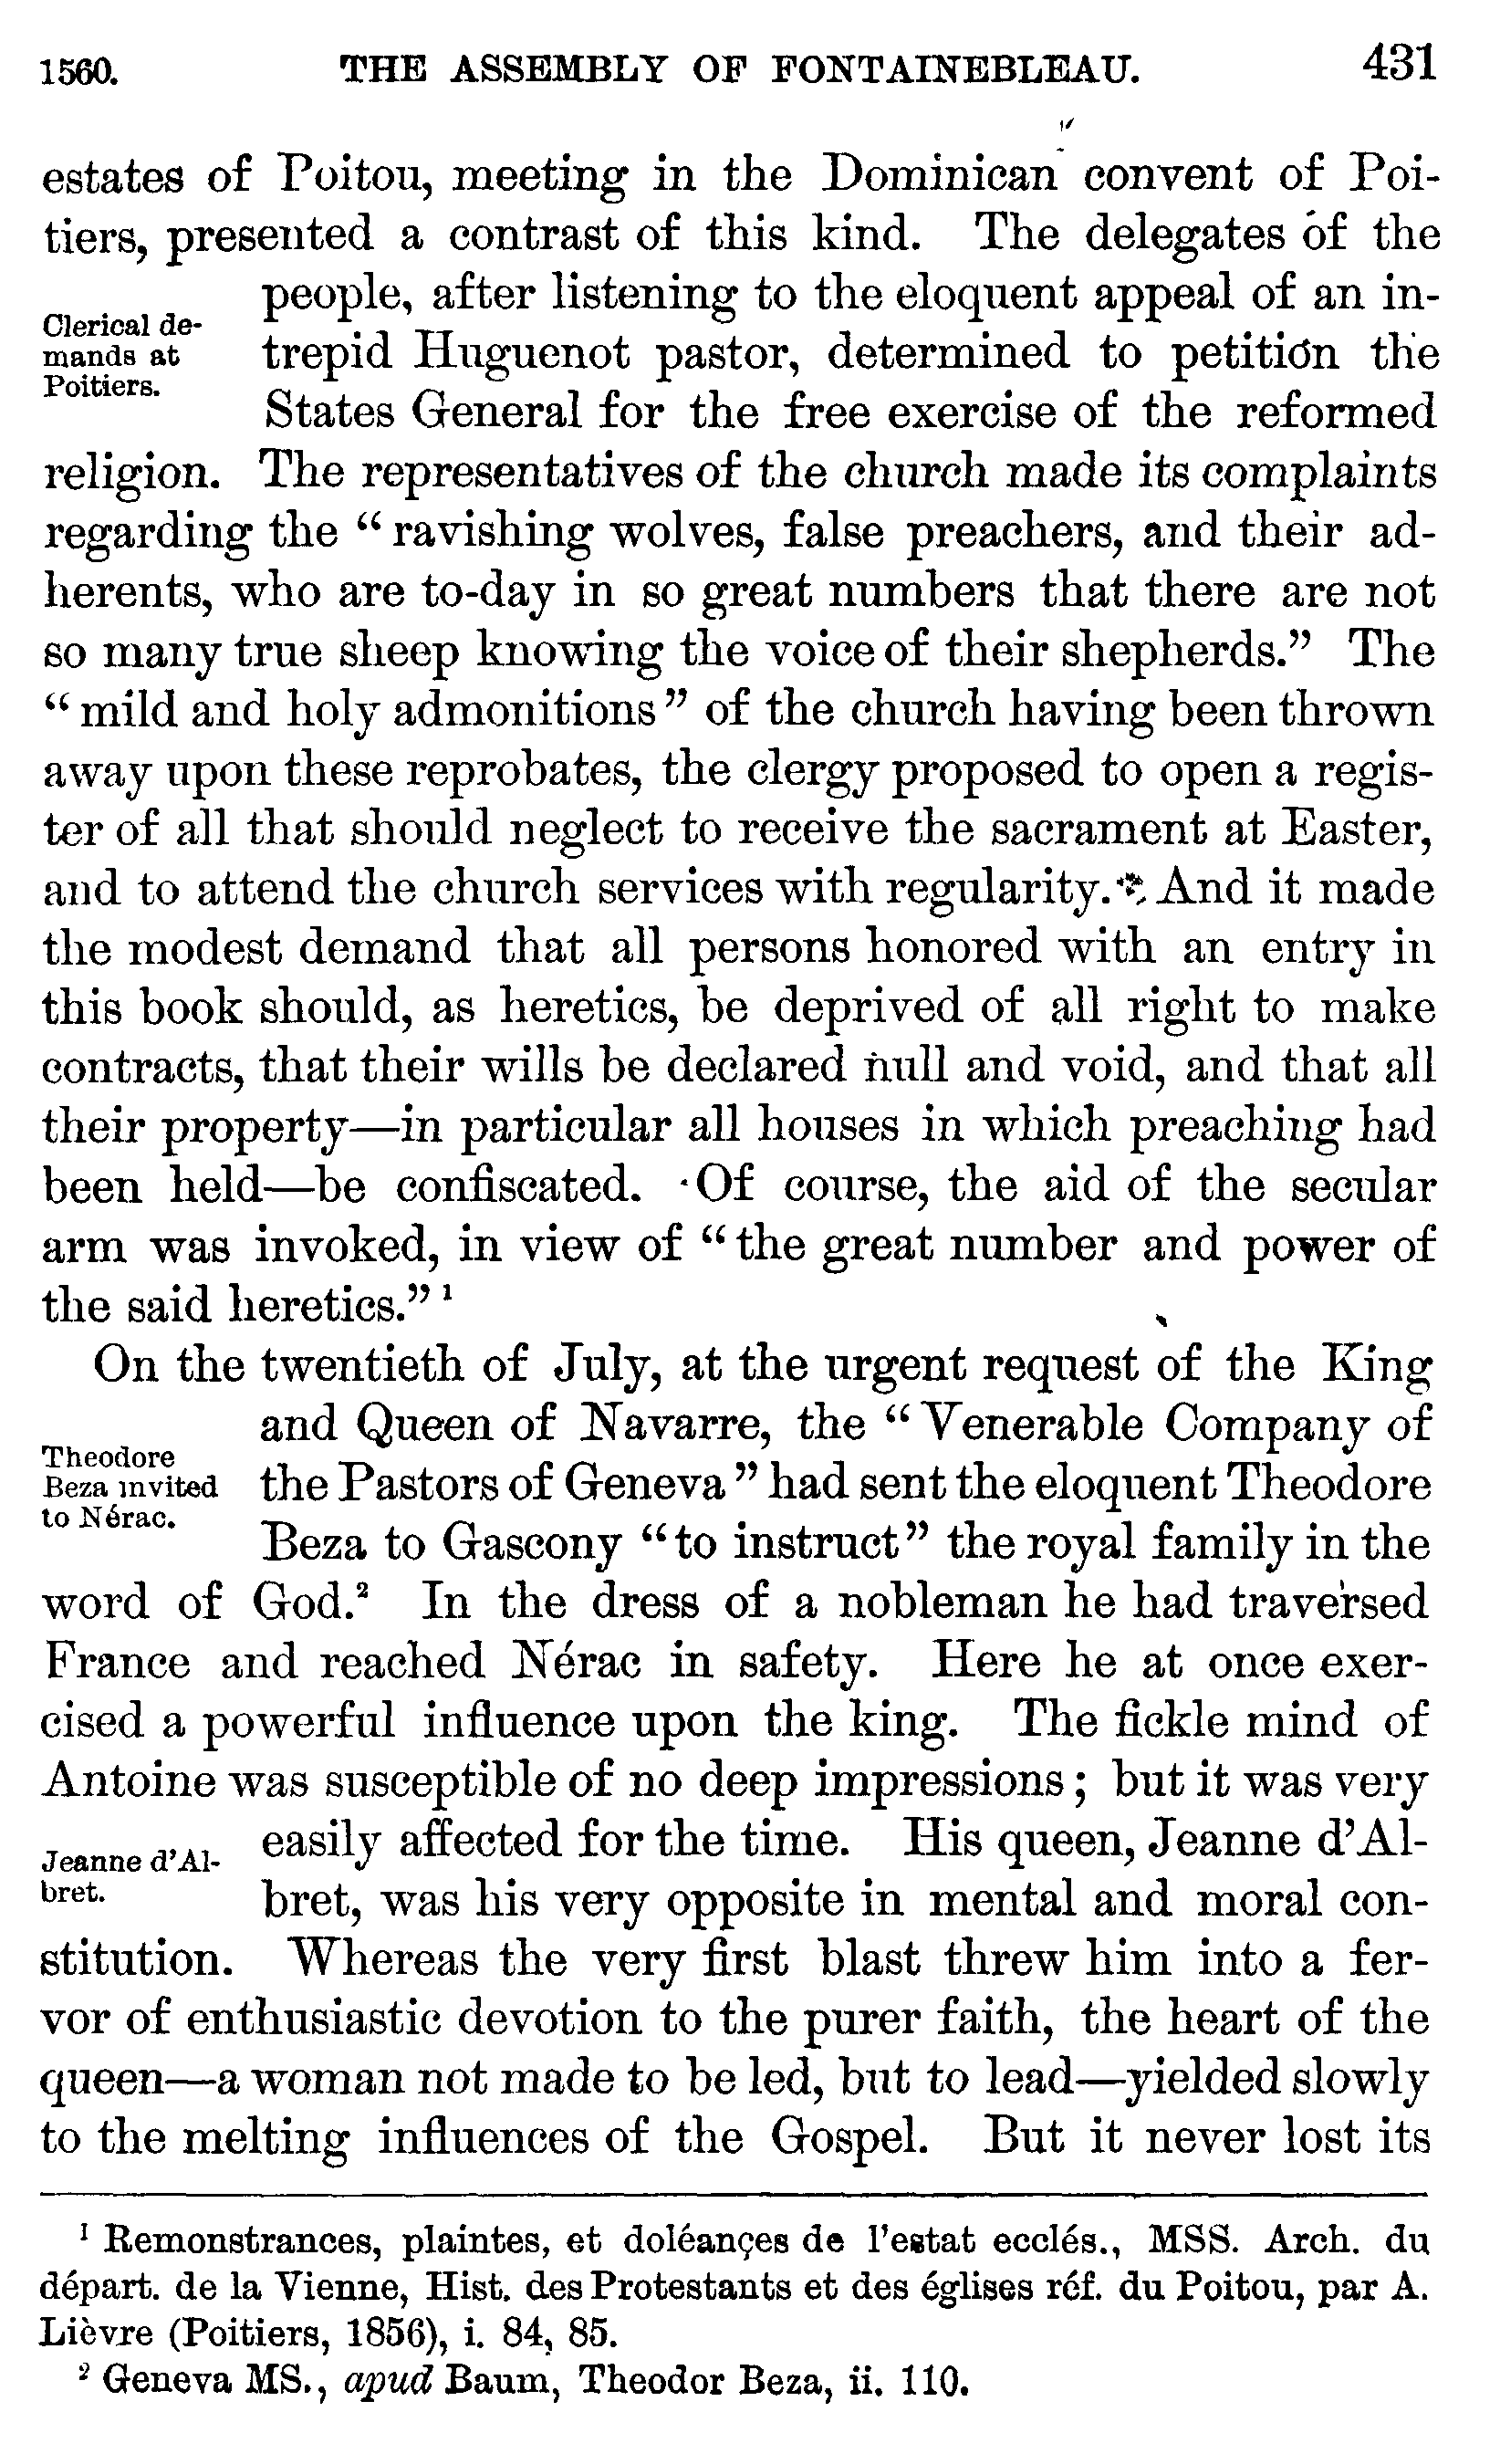 1560. THE ASSEMBLY OF FONTAINEBLEAU. 431
estates of Poitou, meeting in the Dominican convent of Poi-
tiers, presented a contrast of this kind. The delegates of the
people, after listening to the eloquent appeal of an in-
Clerical de-
mands at
Poitiers.
trepid Huguenot pastor, determined to petition the
States General for the free exercise of the reformed
religion. The representatives of the church made its complaints
regarding the “ravishing wolves, false preachers, and their ad-
herents, who are to-day in so great numbers that there are not
so many true sheep knowing the voice of their shepherds.” The
“mild and holy admonitions” of the church having been thrown
away upon these reprobates, the clergy proposed to open a regis-
ter of all that should neglect to receive the sacrament at Easter,
and to attend the church services with regularity. And it made
the modest demand that all persons honored with an entry in
this book should, as heretics, be deprived of all right to make
contracts, that their wills be declared null and void, and that all
their property—in particular all houses in which preaching had
been held—be confiscated. Of course, the aid of the secular
arm was invoked, in view of “the great number and power of
the said heretics.” ¹
On the twentieth of July, at the urgent request of the King
and Queen of Navarre, the “Venerable Company of
Theodore
Beza invited
to Nérac.
the Pastors of Geneva” had sent the eloquent Theodore
Beza to Gascony “to instruct” the royal family in the
word of God.² In the dress of a nobleman he had traversed
France and reached Nérac in safety. Here he at once exer-
cised a powerful influence upon the king. The fickle mind of
Antoine was susceptible of no deep impressions; but it was very
easily affected for the time. His queen, Jeanne d’Al-
Jeanne d’Al-
bret.
bret, was his very opposite in mental and moral con-
stitution. Whereas the very first blast threw him into a fer-
vor of enthusiastic devotion to the purer faith, the heart of the
queen—a woman not made to be led, but to lead—yielded slowly
to the melting influences of the Gospel. But it never lost its
¹ Remonstrances, plaintes, et doléançes de l’estat ecclés., MSS. Arch. du
départ. de la Vienne, Hist. des Protestants et des églises réf. du Poitou, par A.
Lièvre (Poitiers, 1856), i. 84, 85.
² Geneva MS., apud Baum, Theodor Beza, ii. 110.